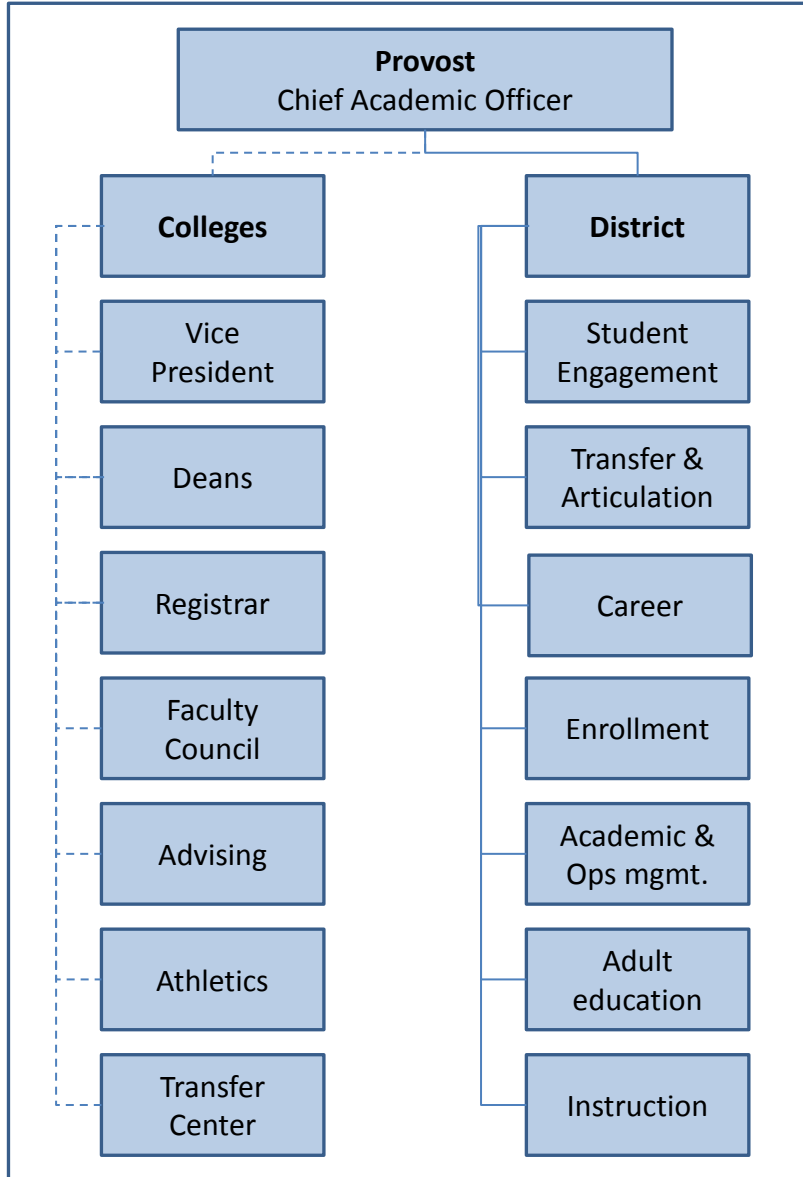 Provost
Chief Academic Officer
Colleges
District
Vice
President
Student
Engagement
Deans
Transfer &
Articulation
Registrar
Career
Faculty
Council
Enrollment
Advising
Academic &
Ops mgmt.
Athletics
Adult
education
Transfer
Center
Instruction